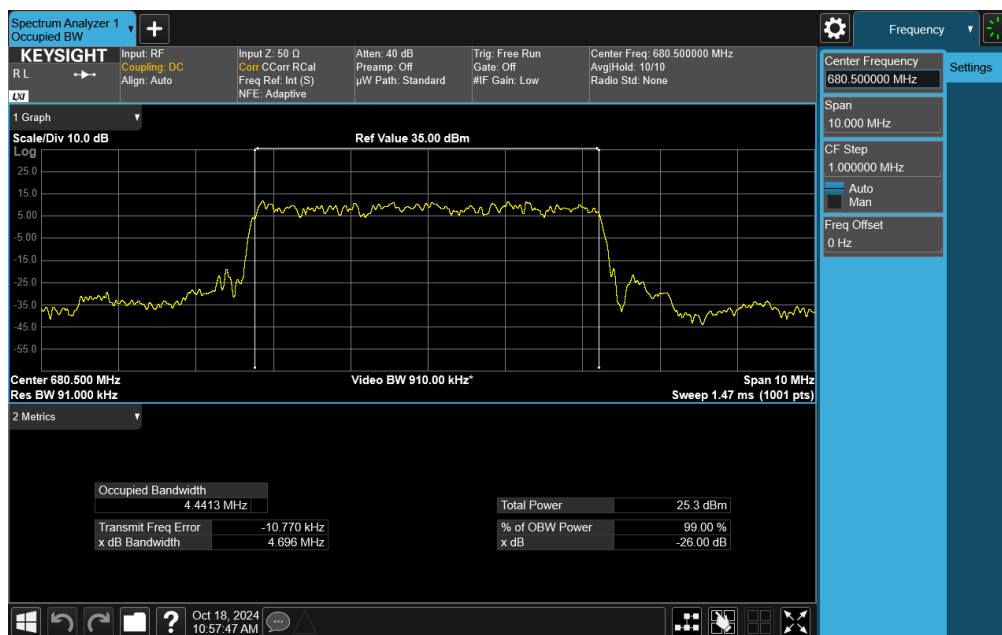 Spectrum Analyzer 1
Occupied BW
Frequency
KEYSIGHT
R L
LXI
Input: RF
Coupling: DC
Align: Auto
Input Z: 50 Ω
Corr CCorr RCal
Freq Ref: Int (S)
NFE: Adaptive
Atten: 40 dB
Preamp: Off
µW Path: Standard
Trig: Free Run
Gate: Off
#IF Gain: Low
Center Freq: 680.500000 MHz
Avg|Hold: 10/10
Radio Std: None
Center Frequency
680.500000 MHz
Settings
Span
10.000 MHz
CF Step
1.000000 MHz
Auto
Man
Freq Offset
0 Hz
1 Graph
Scale/Div 10.0 dB
Ref Value 35.00 dBm
Log
25.0
15.0
5.00
-5.00
-15.0
-25.0
-35.0
-45.0
-55.0
Center 680.500 MHz
Video BW 910.00 kHz*
Span 10 MHz
Res BW 91.000 kHz
Sweep 1.47 ms (1001 pts)
2 Metrics
Occupied Bandwidth
4.4413 MHz
Total Power 25.3 dBm
Transmit Freq Error -10.770 kHz
% of OBW Power 99.00 %
x dB Bandwidth 4.696 MHz
x dB -26.00 dB
Oct 18, 2024
10:57:47 AM